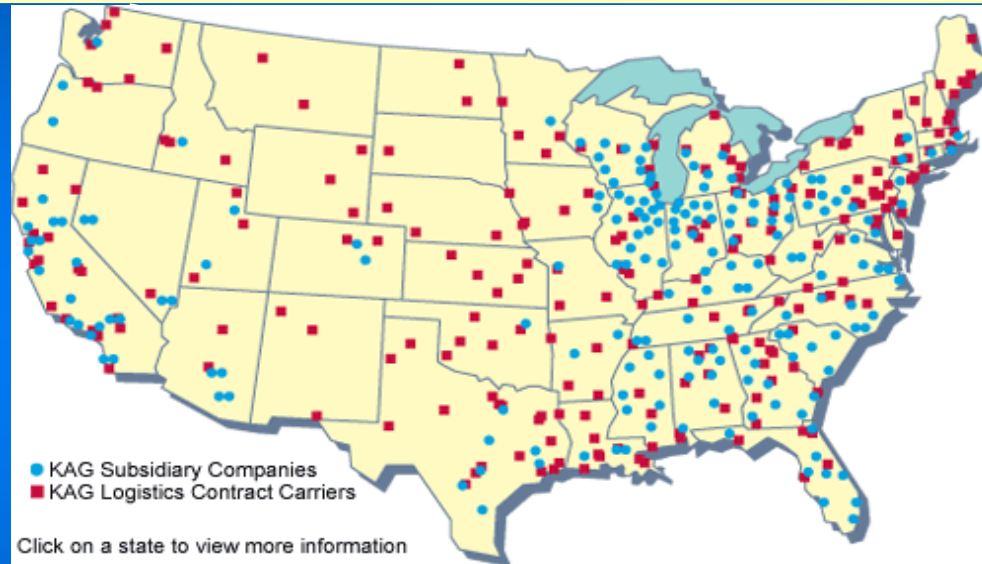 KAG Subsidiary Companies
KAG Logistics Contract Carriers
Click on a state to view more information